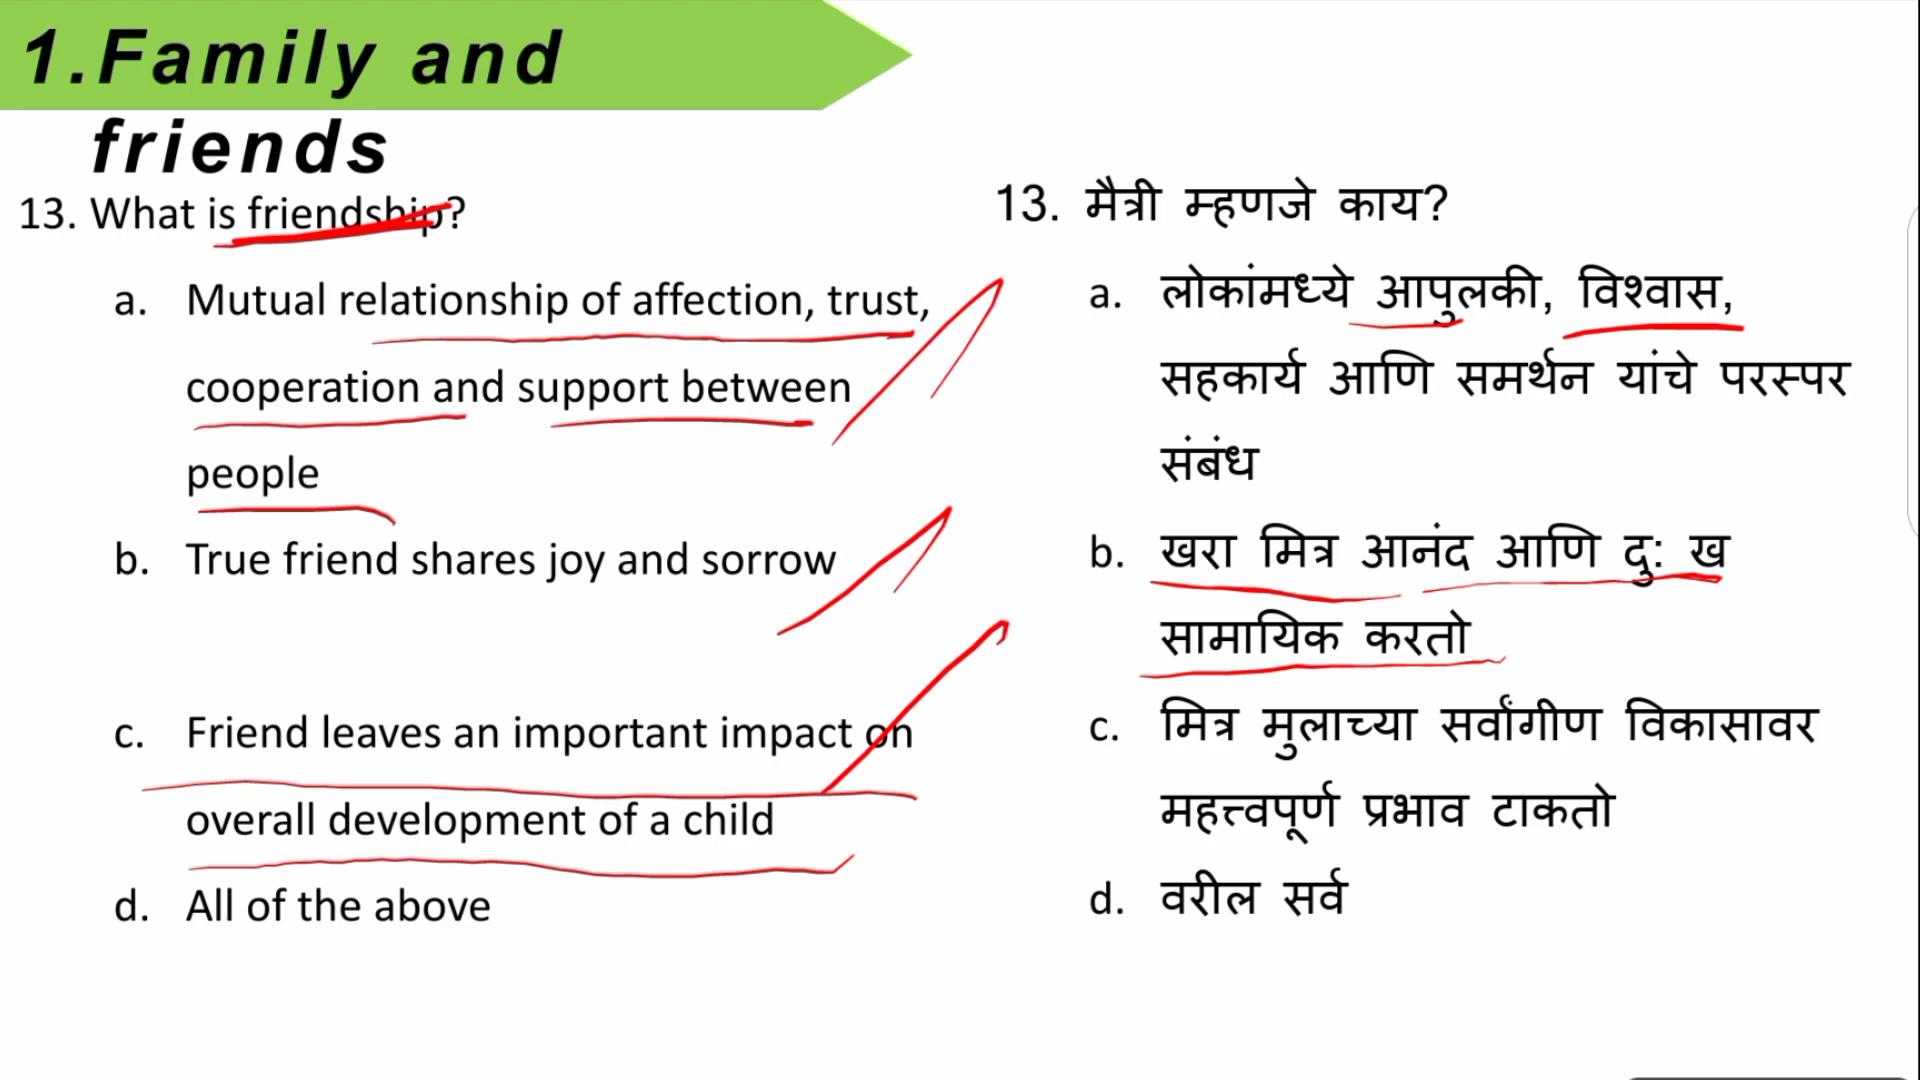 1.Family and
friends
13. What is friendship?
a. Mutual relationship of affection, trust,
cooperation and support between
people
b. True friend shares joy and sorrow
c. Friend leaves an important impact on
overall development of a child
d. All of the above
13. मैत्री म्हणजे काय?
a. लोकांमध्ये आपुलकी, विश्वास,
सहकार्य आणि समर्थन यांचे परस्पर
संबंध
b. खरा मित्र आनंद आणि दु: ख
सामायिक करतो
c. मित्र मुलाच्या सर्वांगीण विकासावर
महत्त्वपूर्ण प्रभाव टाकतो
d. वरील सर्व